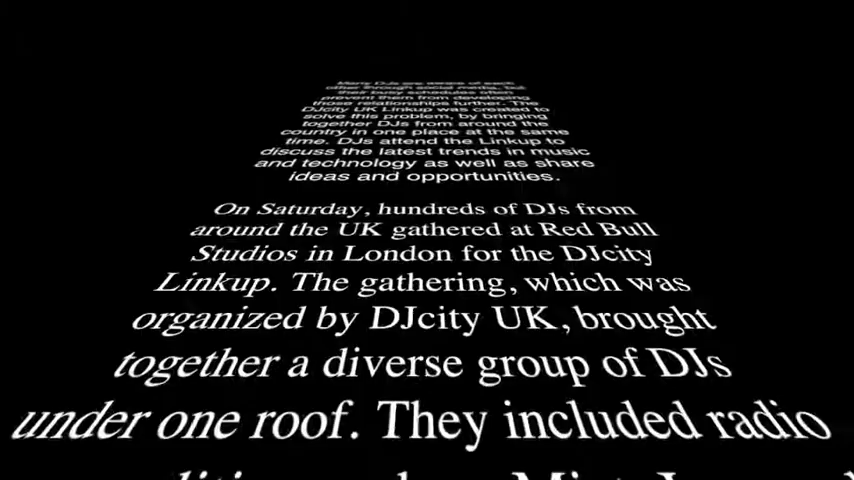 Many DJs are aware of each
other through social media, but
their busy schedules often
prevent them from developing
those relationships further. The
DJcity UK Linkup was created to
solve this problem, by bringing
together DJs from around the
country in one place at the same
time. DJs attend the Linkup to
discuss the latest trends in music
and technology as well as share
ideas and opportunities.
On Saturday, hundreds of DJs from
around the UK gathered at Red Bull
Studios in London for the DJcity
Linkup. The gathering, which was
organized by DJcity UK, brought
together a diverse group of DJs
under one roof. They included radio